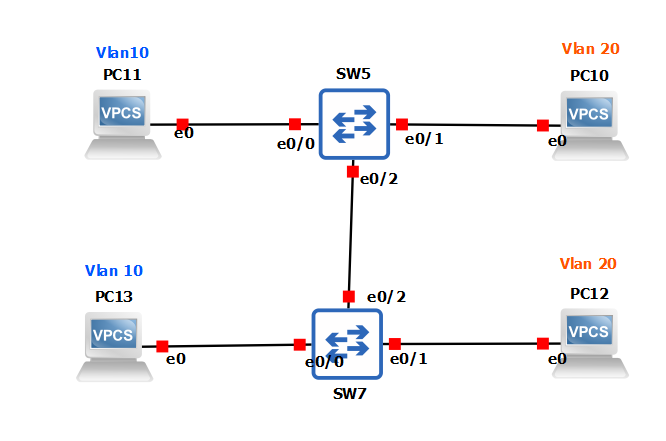 Vlan10
PC11
VPCS
e0
e0/0
SW5
e0/1
e0/2
Vlan 20
PC10
VPCS
e0
Vlan 10
PC13
VPCS
e0
e0/2
e0/0
e0/1
SW7
Vlan 20
PC12
VPCS
e0